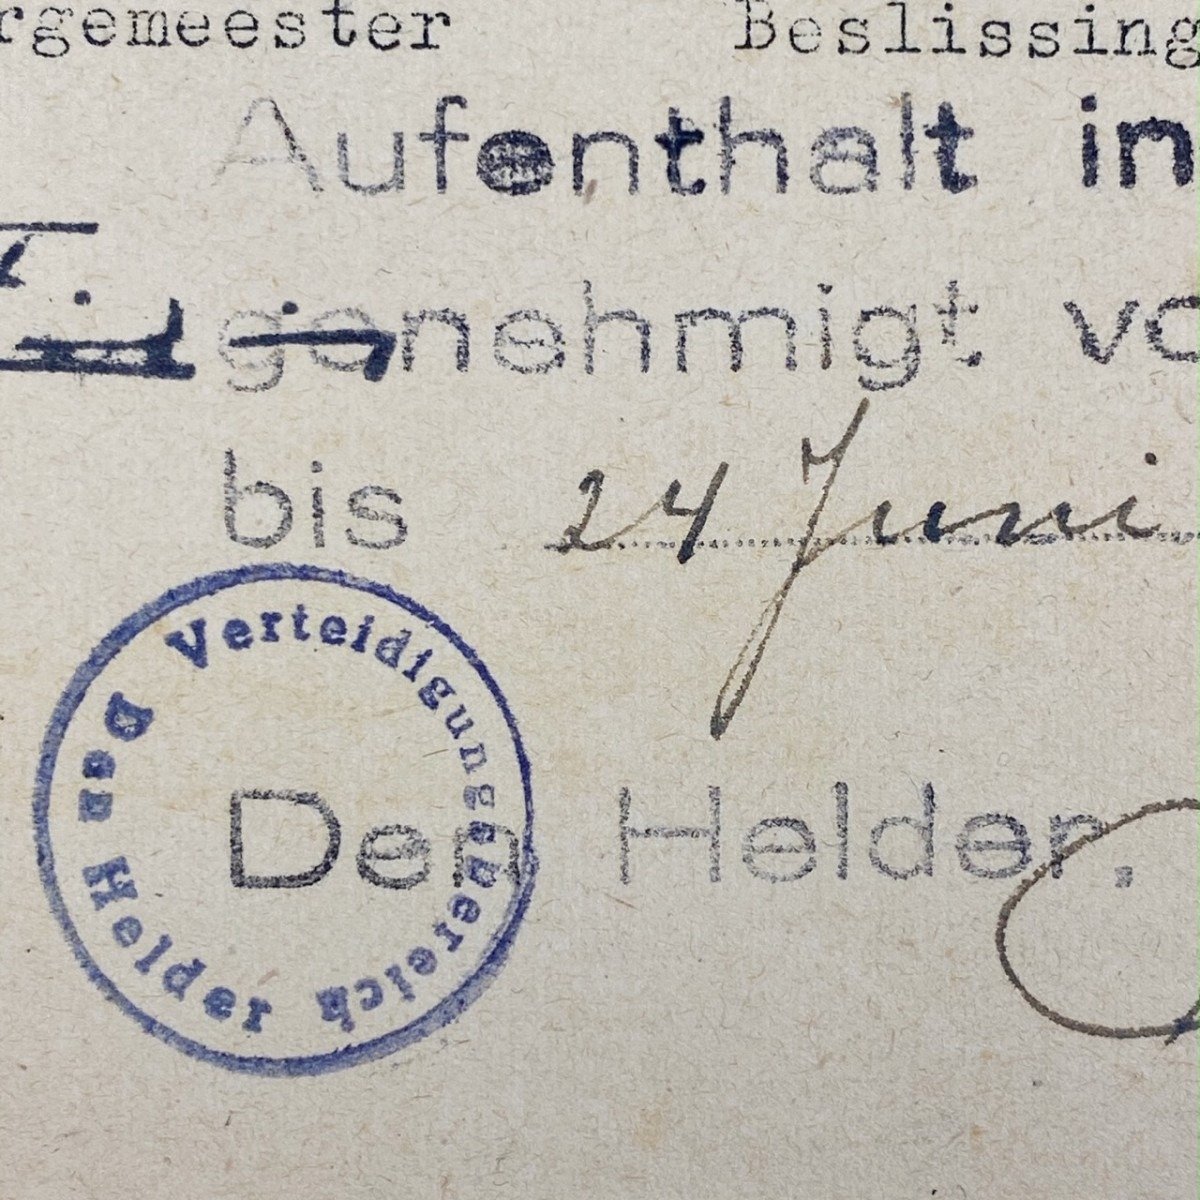 rgemeester Beslissing
Aufenthalt in
genehmigt vo
bis 24 Juni
Den Helder,
Verteidigungsbereich
Den Helder